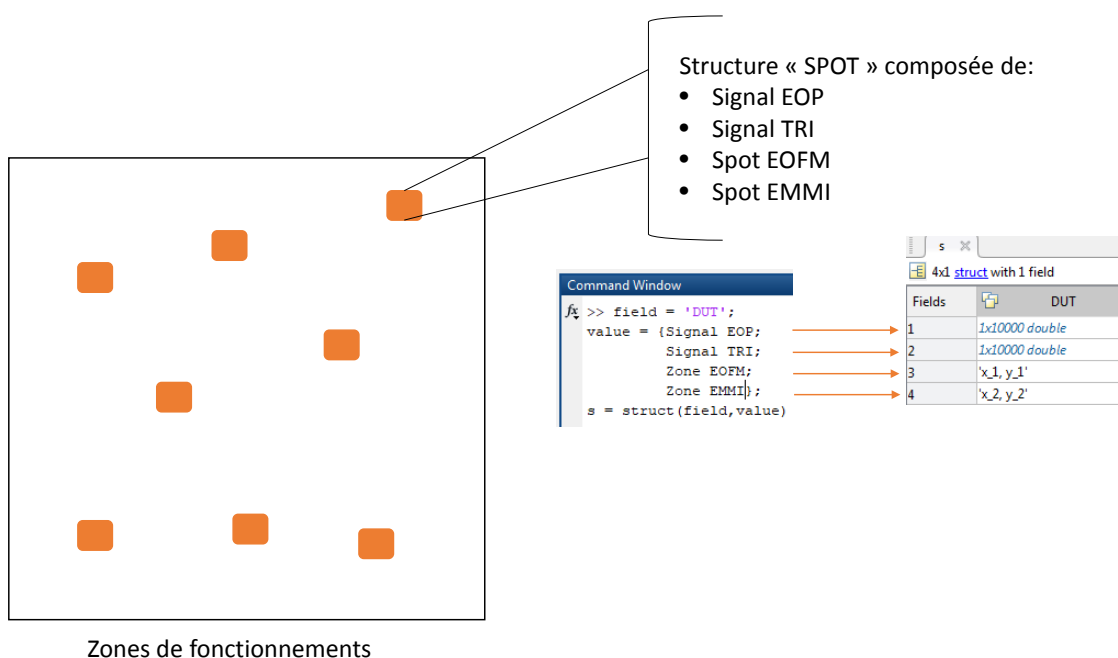 Structure « SPOT » composée de:
• Signal EOP
• Signal TRI
• Spot EOFM
• Spot EMMI
s
4x1 struct with 1 field
Fields DUT
1 1x10000 double
2 1x10000 double
3 'x_1, y_1'
4 'x_2, y_2'
Command Window
fx >> field = 'DUT';
value = {Signal EOP;
Signal TRI;
Zone EOFM;
Zone EMMI};
s = struct(field,value)
Zones de fonctionnements